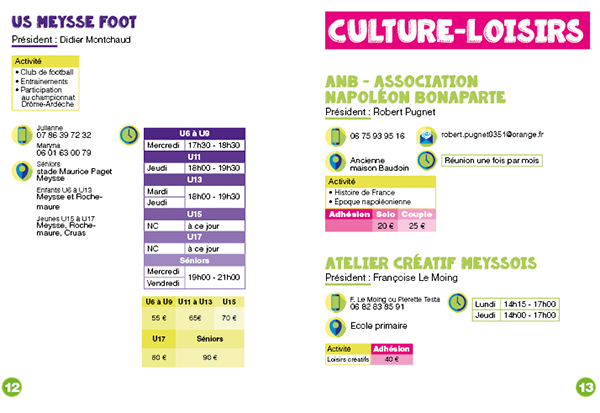 US MEYSSE FOOT
Président : Didier Montchaud
Activité
• Club de football
• Entrainements
• Participation
au championnat
Drôme-Ardèche
Julianne
07 86 39 72 32
Maryna
06 01 63 00 79
Séniors
stade Maurice Paget
Meysse
Enfants U6 à U13
Meysse et Roche-
maure
Jeunes U15 à U17
Meysse, Roche-
maure, Cruas
U6 à U9
Mercredi 17h30 - 18h30
U11
Jeudi 18h00 - 19h30
U13
Mardi
Jeudi
18h00 - 19h30
U15
NC à ce jour
U17
NC à ce jour
Séniors
Mercredi
Vendredi
19h00 - 21h00
U6 à U9 U11 à U13 U15
55 € 65€ 70 €
U17 Séniors
80 € 90 €
12
CULTURE-LOISIRS
ANB - ASSOCIATION
NAPOLÉON BONAPARTE
Président : Robert Pugnet
06 75 93 95 16
robert.pugnet0351@orange.fr
Ancienne
maison Baudoin
Réunion une fois par mois
Activité
• Histoire de France
• Époque napoléonienne
Adhésion Solo Couple
20 € 25 €
ATELIER CRÉATIF MEYSSOIS
Président : Françoise Le Moing
F. Le Moing ou Pierette Testa
06 82 83 85 91
Lundi 14h15 - 17h00
Jeudi 14h00 - 17h00
Ecole primaire
Activité Adhésion
Loisirs créatifs 40 €
13